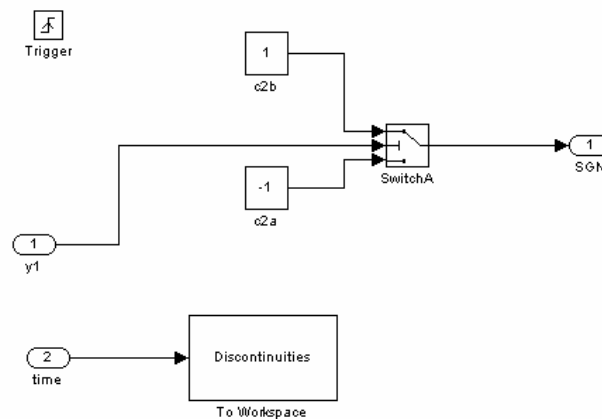 Trigger
1
c2b
SwitchA
1
SGN
-1
c2a
1
y1
2
time
Discontinuities
To Workspace